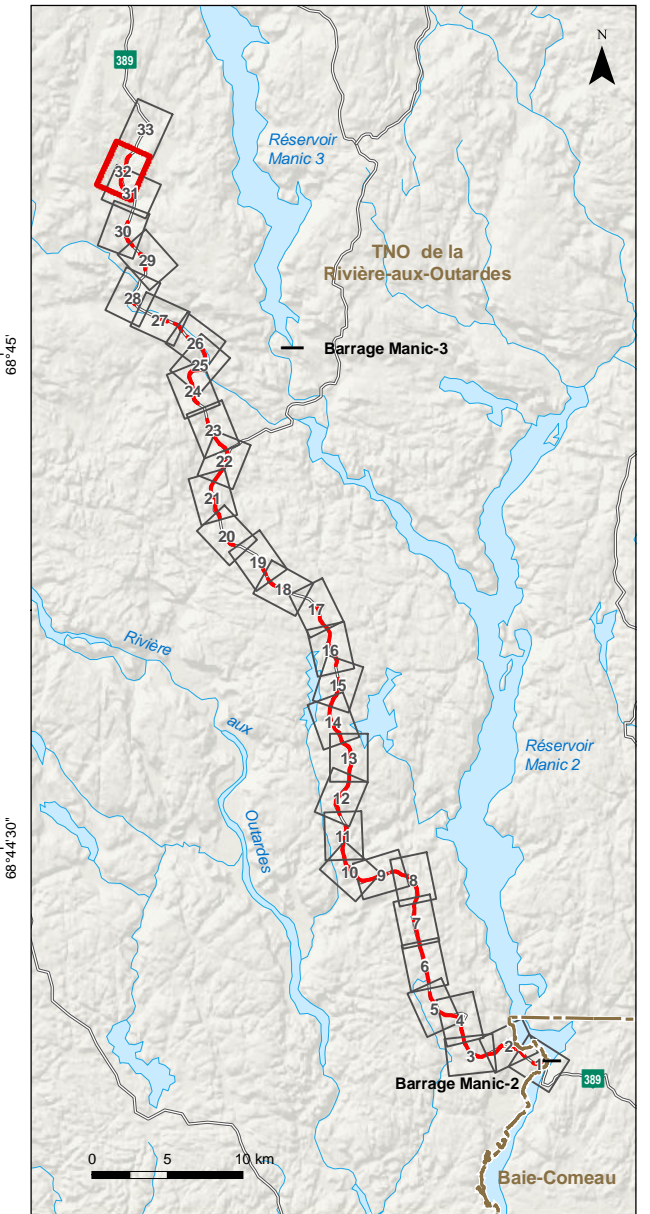 N
389
33
Réservoir
Manic 3
32
31
TNO de la
Rivière-aux-Outardes
30
29
28
27
26
68°45'
Barrage Manic-3
25
24
23
22
21
20
19
18
17
Rivière
16
15
aux
14
Réservoir
Manic 2
13
12
Outardes
11
68°44'30"
10
9
8
7
6
5
4
3
2
1
389
Barrage Manic-2
0 5 10 km
Baie-Comeau